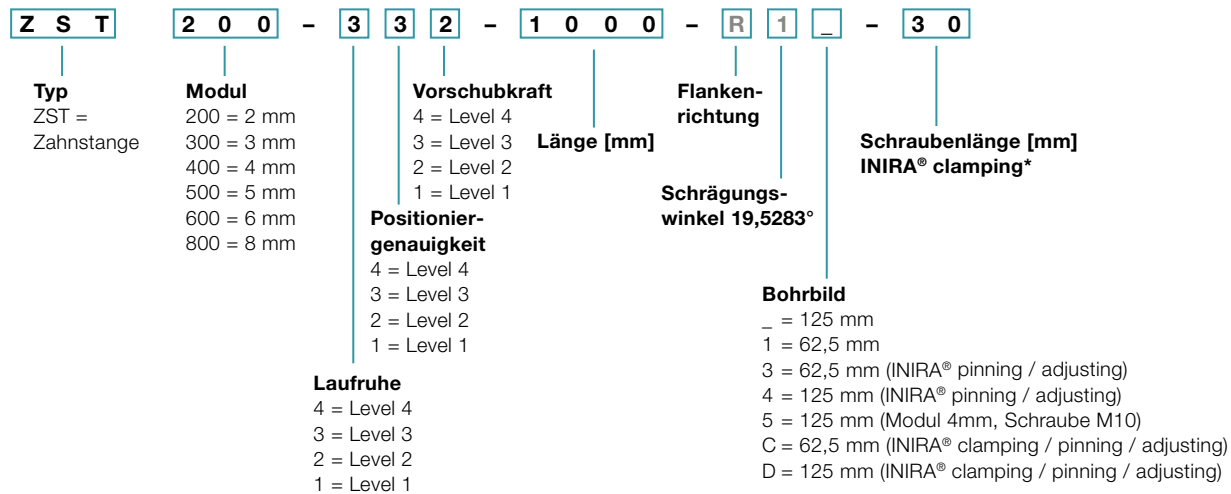 Z S T 2 0 0 – 3 3 2 – 1 0 0 0 – R 1 _ – 3 0
Typ
ZST =
Zahnstange
Modul
200 = 2 mm
300 = 3 mm
400 = 4 mm
500 = 5 mm
600 = 6 mm
800 = 8 mm
Laufruhe
4 = Level 4
3 = Level 3
2 = Level 2
1 = Level 1
Positionier-
genauigkeit
4 = Level 4
3 = Level 3
2 = Level 2
1 = Level 1
Vorschubkraft
4 = Level 4
3 = Level 3
2 = Level 2
1 = Level 1
Länge [mm]
Flanken-
richtung
Schrägungs-
winkel 19,5283°
Bohrbild
_ = 125 mm
1 = 62,5 mm
3 = 62,5 mm (INIRA® pinning / adjusting)
4 = 125 mm (INIRA® pinning / adjusting)
5 = 125 mm (Modul 4mm, Schraube M10)
C = 62,5 mm (INIRA® clamping / pinning / adjusting)
D = 125 mm (INIRA® clamping / pinning / adjusting)
Schraubenlänge [mm]
INIRA® clamping*